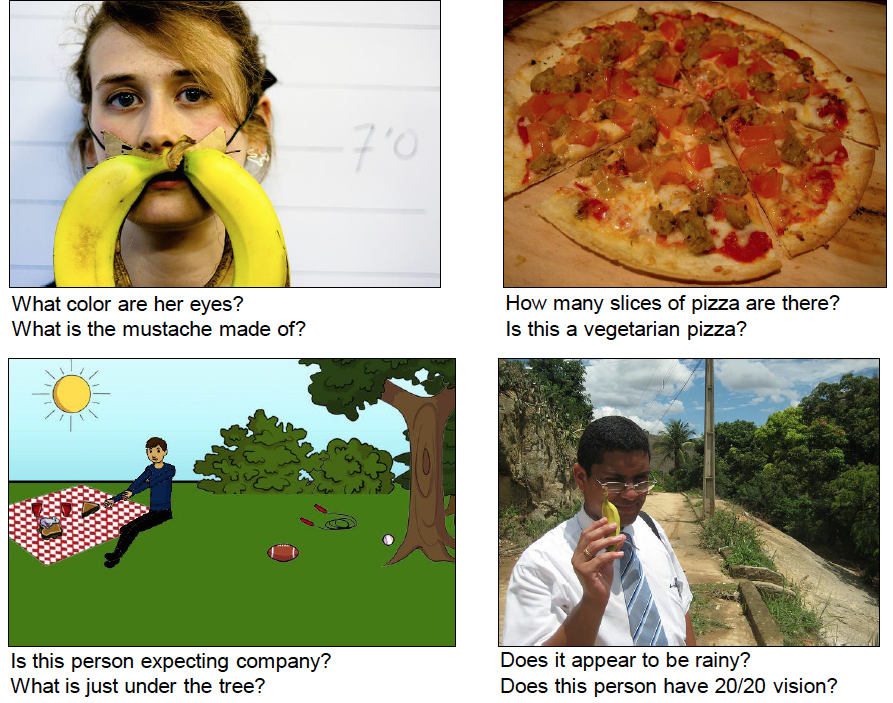 7'0
What color are her eyes?
What is the mustache made of?
How many slices of pizza are there?
Is this a vegetarian pizza?
Is this person expecting company?
What is just under the tree?
Does it appear to be rainy?
Does this person have 20/20 vision?